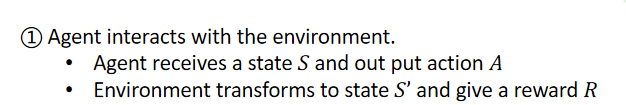 ① Agent interacts with the environment.
• Agent receives a state S and out put action A
• Environment transforms to state S’ and give a reward R